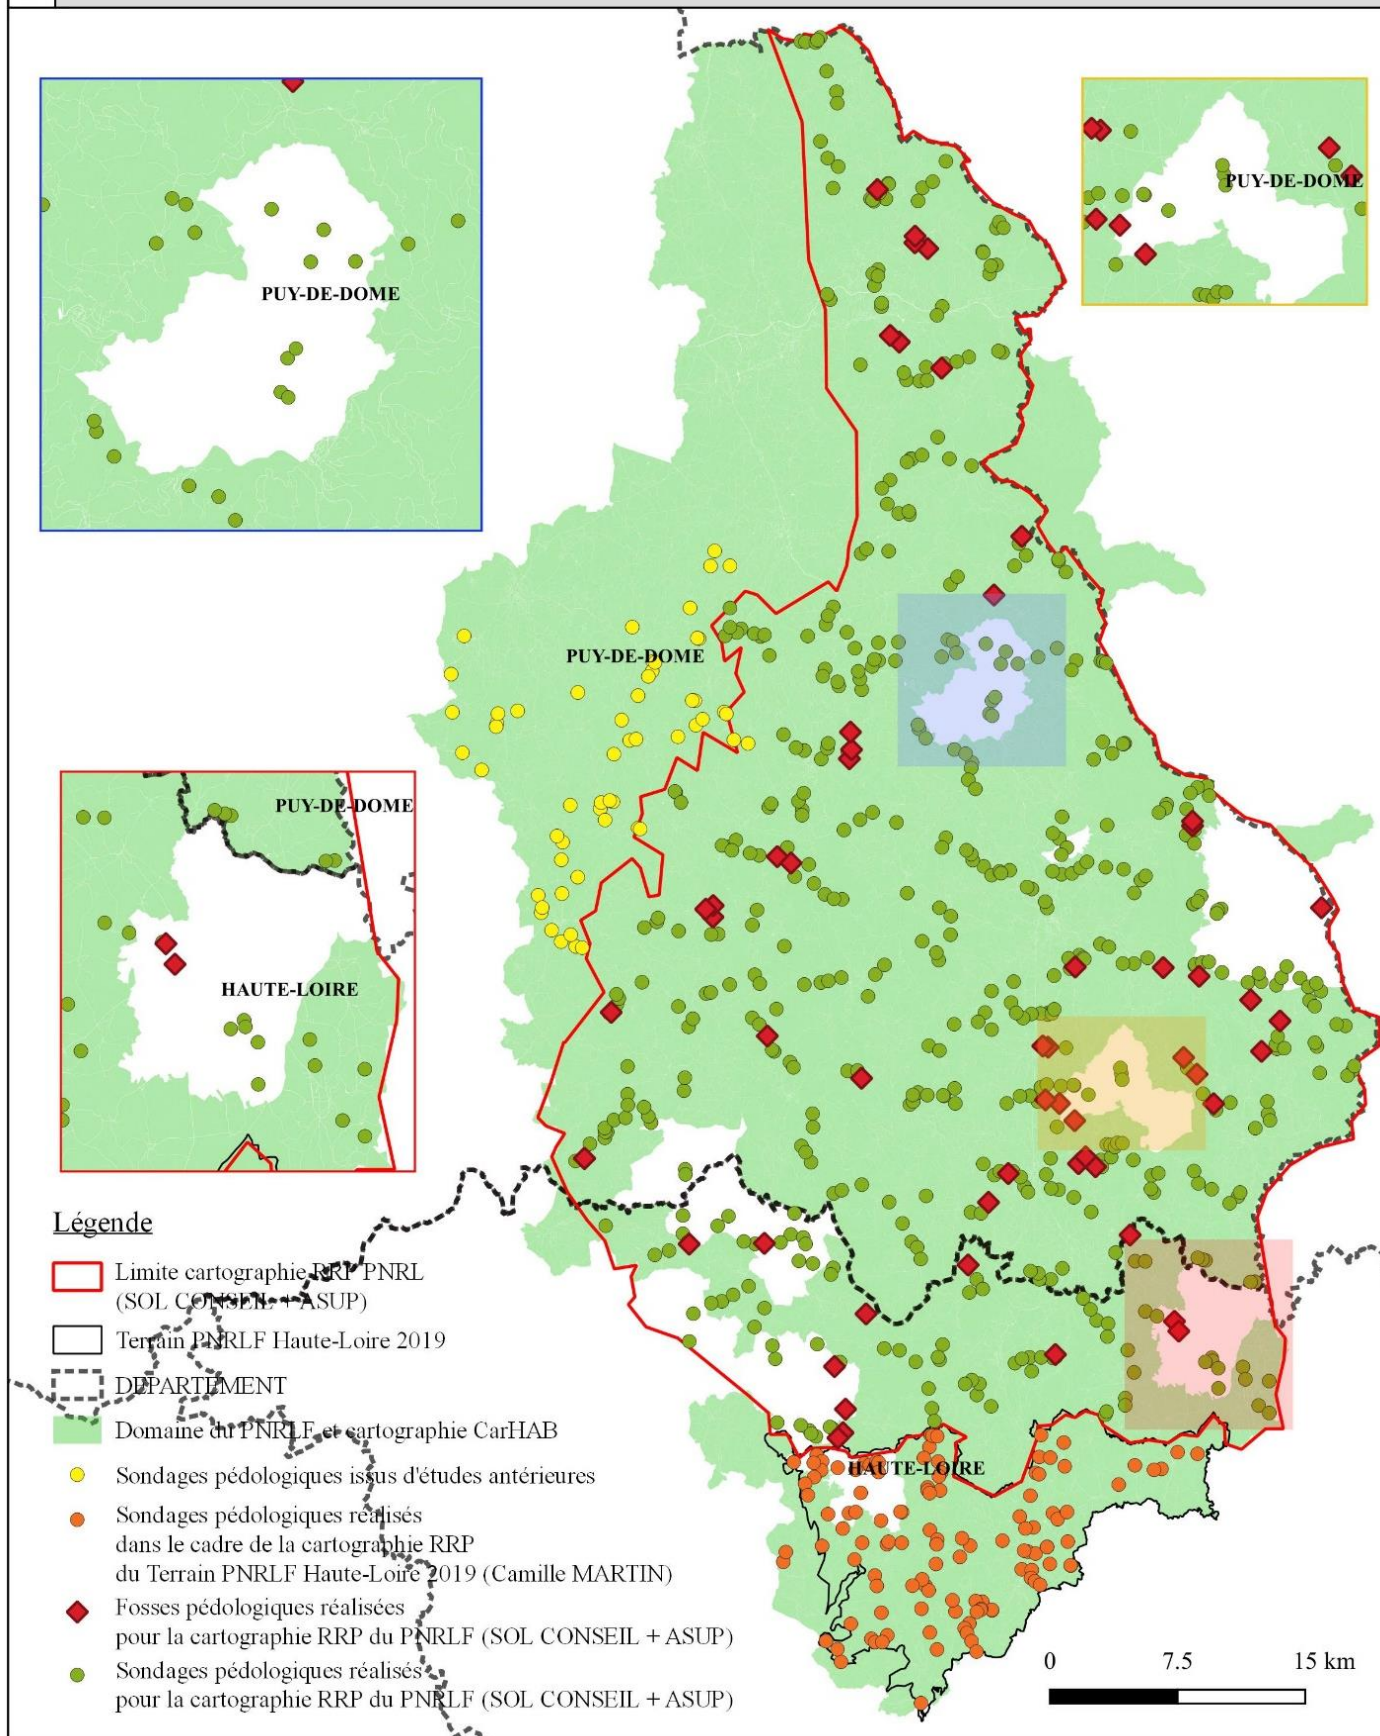 PUY-DE-DOME
PUY-DE-DOME
PUY-DE-DOME
PUY-DE-DOME
HAUTE-LOIRE
Légende
Limite cartographie RRP PNRL
(SOL CONSEIL + ASUP)
Terrain PNRLF Haute-Loire 2019
DEPARTEMENT
Domaine du PNRLF et cartographie CarHAB
Sondages pédologiques issus d'études antérieures
HAUTE-LOIRE
Sondages pédologiques réalisés
dans le cadre de la cartographie RRP
du Terrain PNRLF Haute-Loire 2019 (Camille MARTIN)
Fosses pédologiques réalisées
pour la cartographie RRP du PNRLF (SOL CONSEIL + ASUP)
Sondages pédologiques réalisés
pour la cartographie RRP du PNRLF (SOL CONSEIL + ASUP)
0 7.5 15 km